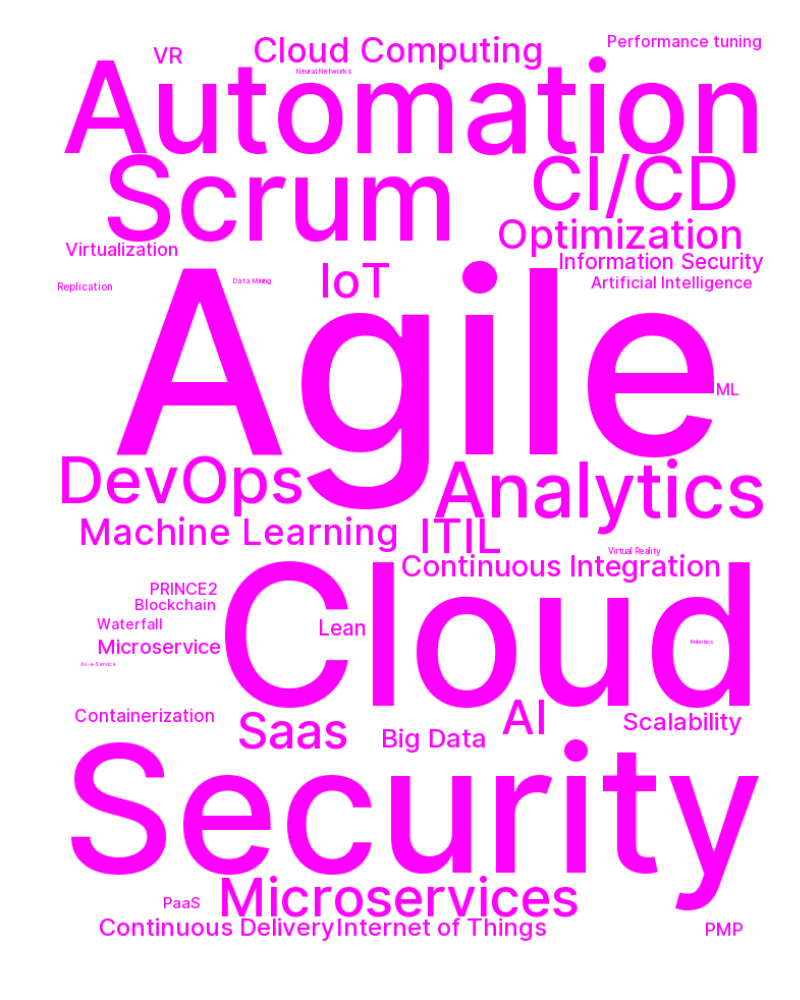 VR
Cloud Computing
Performance tuning
Neural Networks
Automation
Scrum
CI/CD
Optimization
Virtualization
Information Security
IoT
Data Mining
Artificial Intelligence
Replication
Agile
ML
DevOps
Analytics
Machine Learning
ITIL
Virtual Reality
Continuous Integration
PRINCE2
Blockchain
Waterfall
Lean
Cloud
Microservice
Robotics
As-a-Service
Containerization
Saas
Big Data
AI
Scalability
Security
Microservices
PaaS
Continuous Delivery
Internet of Things
PMP